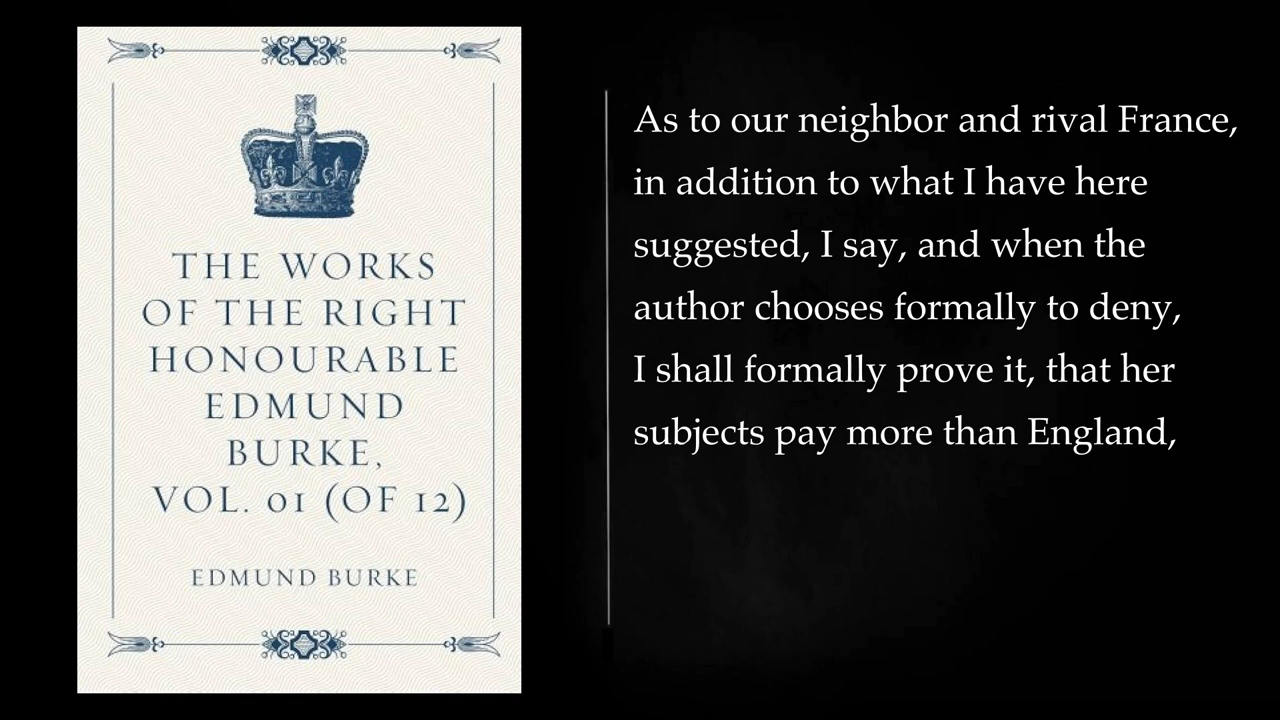 THE WORKS
OF THE RIGHT
HONOURABLE
EDMUND
BURKE,
VOL. 01 (OF 12)
EDMUND BURKE
As to our neighbor and rival France,
in addition to what I have here
suggested, I say, and when the
author chooses formally to deny,
I shall formally prove it, that her
subjects pay more than England,